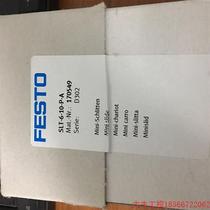 FESTO
SLT-6-10-P-A
Mat.-Nr.: 170549
Serie: D302
Mini-Schlitten
Mini slide
Mini-chariot
Mini carro
Mini-slitta
Minislid